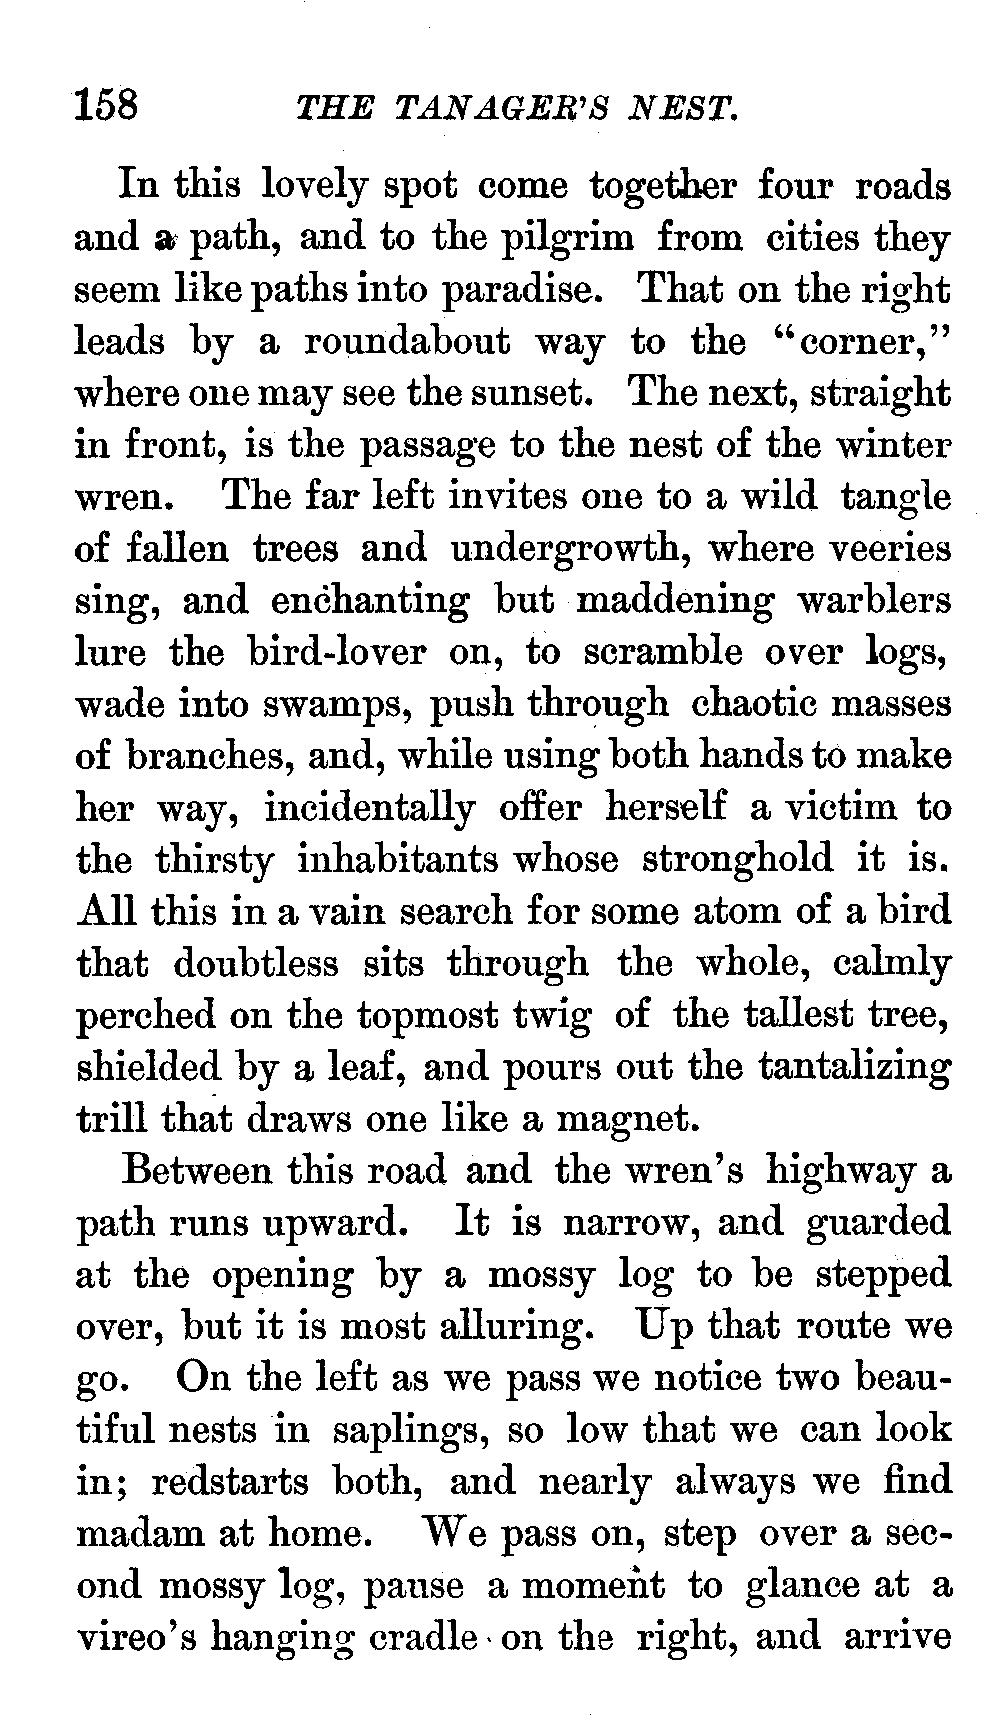 158 THE TANAGER'S NEST.
In this lovely spot come together four roads
and a path, and to the pilgrim from cities they
seem like paths into paradise. That on the right
leads by a roundabout way to the “corner,”
where one may see the sunset. The next, straight
in front, is the passage to the nest of the winter
wren. The far left invites one to a wild tangle
of fallen trees and undergrowth, where veeries
sing, and enchanting but maddening warblers
lure the bird-lover on, to scramble over logs,
wade into swamps, push through chaotic masses
of branches, and, while using both hands to make
her way, incidentally offer herself a victim to
the thirsty inhabitants whose stronghold it is.
All this in a vain search for some atom of a bird
that doubtless sits through the whole, calmly
perched on the topmost twig of the tallest tree,
shielded by a leaf, and pours out the tantalizing
trill that draws one like a magnet.
Between this road and the wren's highway a
path runs upward. It is narrow, and guarded
at the opening by a mossy log to be stepped
over, but it is most alluring. Up that route we
go. On the left as we pass we notice two beau-
tiful nests in saplings, so low that we can look
in; redstarts both, and nearly always we find
madam at home. We pass on, step over a sec-
ond mossy log, pause a moment to glance at a
vireo's hanging cradle on the right, and arrive